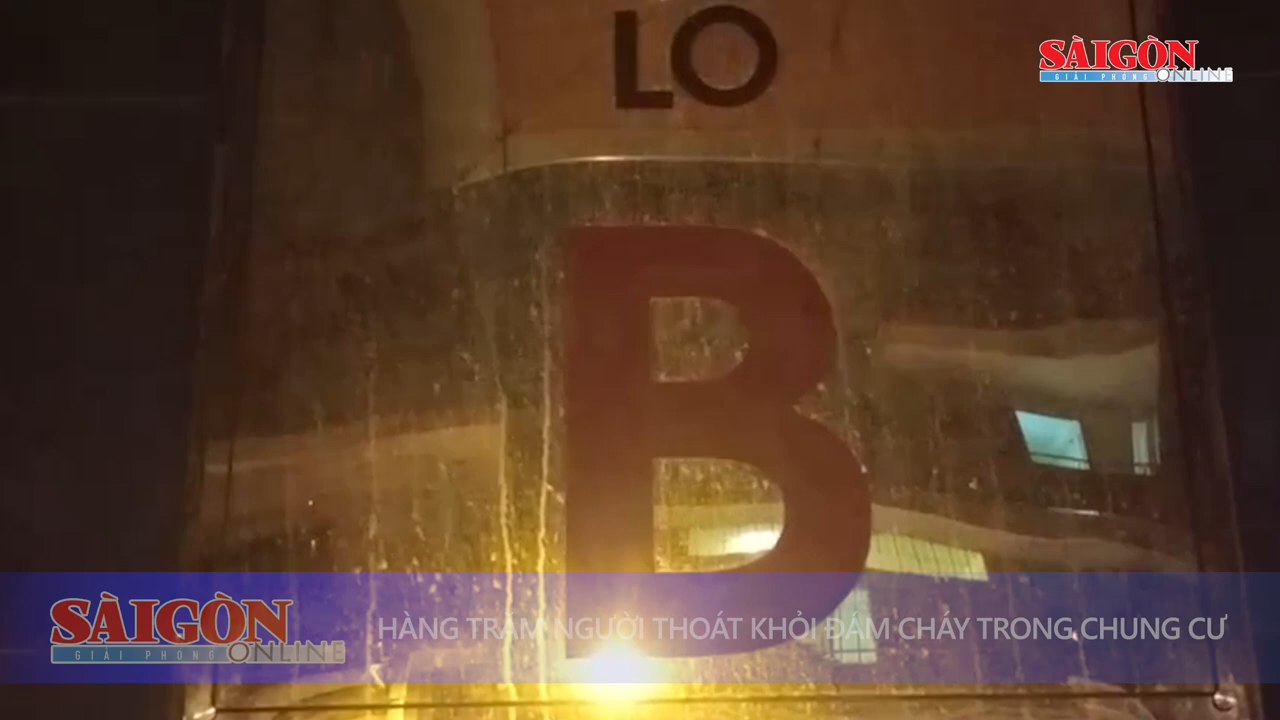 LO
B
SÀIGÒN
GIẢI PHÓNG ONLINE
SÀIGÒN
GIẢI PHÓNG ONLINE
HÀNG TRĂM NGƯỜI THOÁT KHỎI ĐÁM CHÁY TRONG CHUNG CƯ